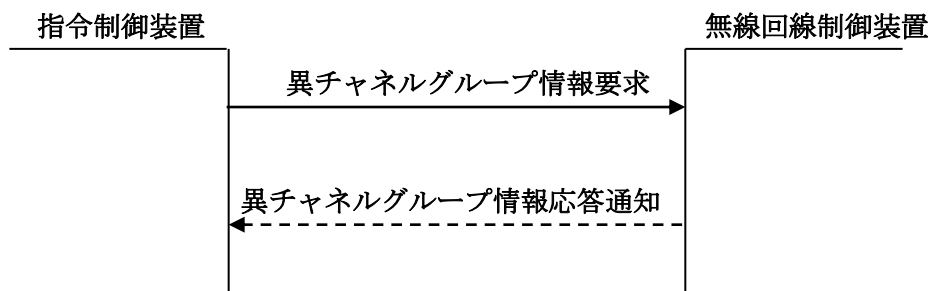 指令制御装置
無線回線制御装置
異チャネルグループ情報要求
異チャネルグループ情報応答通知